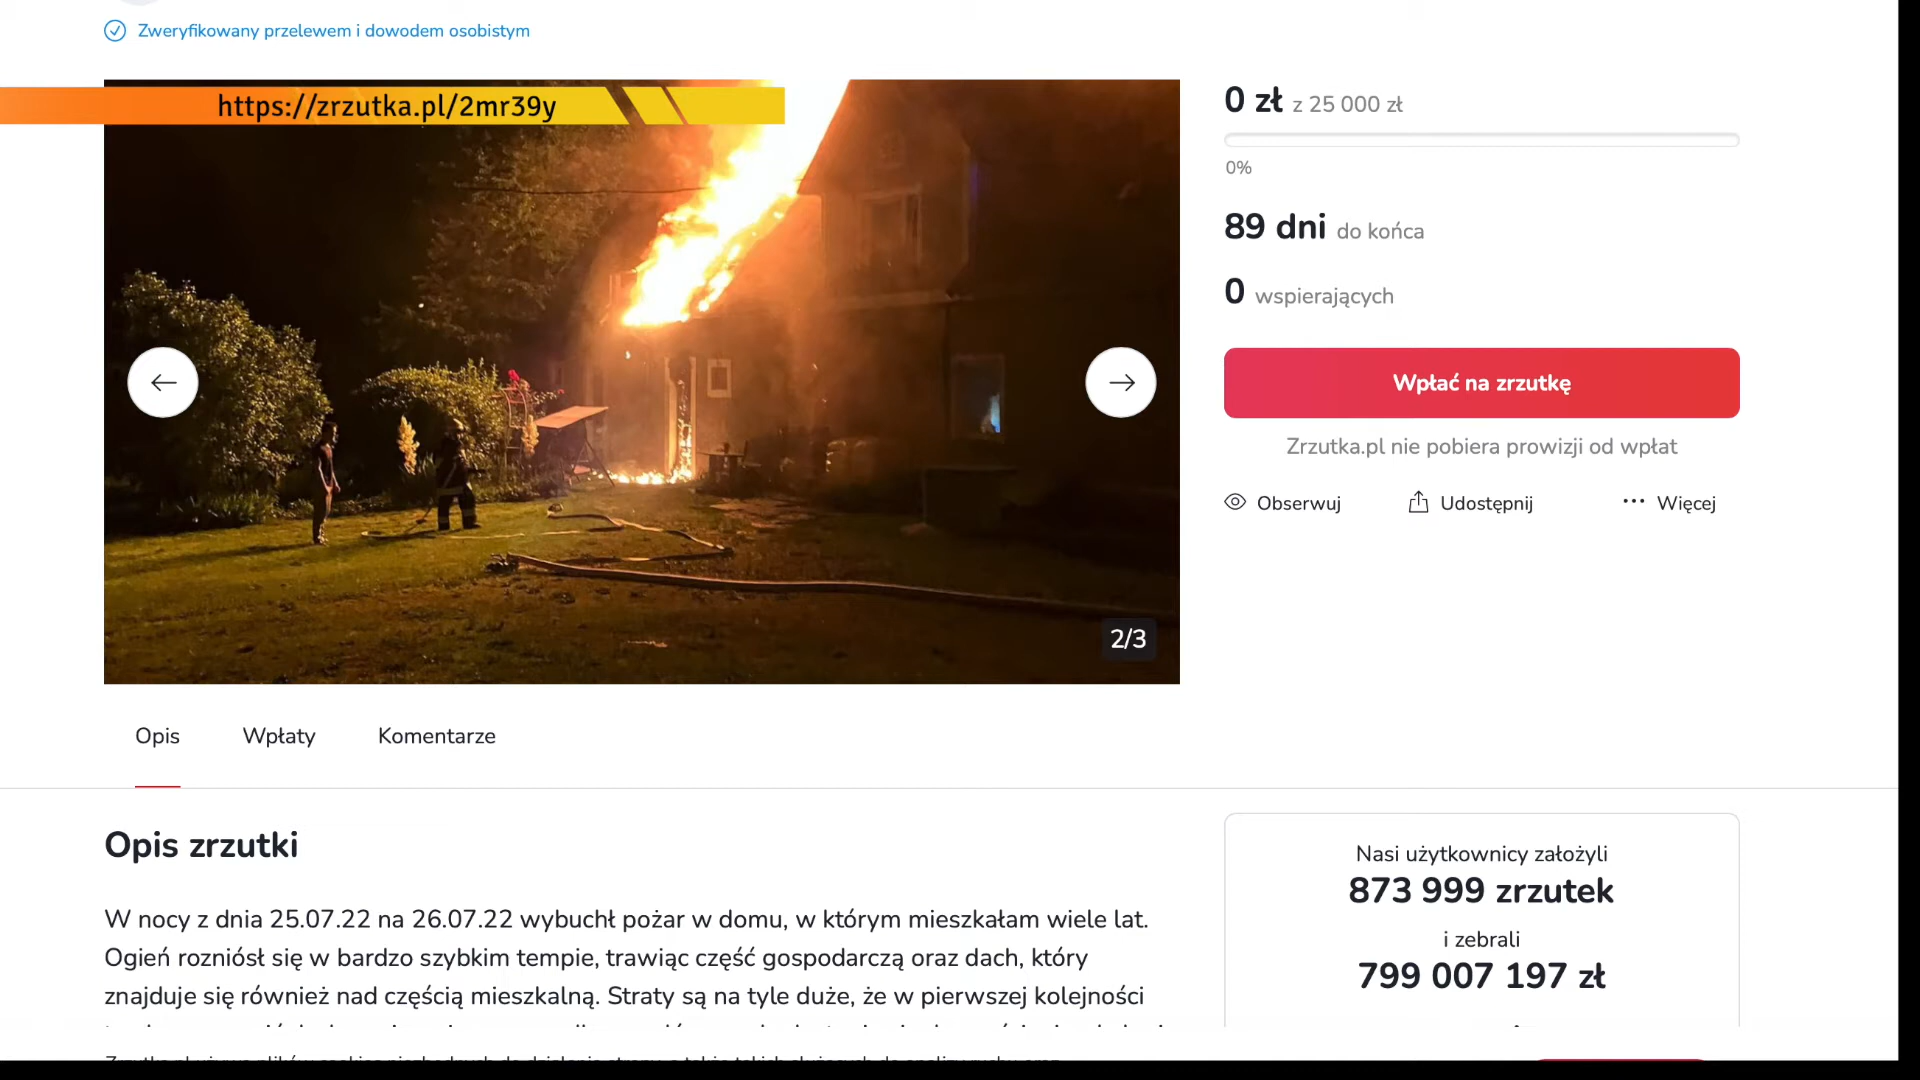 Zweryfikowany przelewem i dowodem osobistym
https://zrzutka.pl/2mr39y
0 zł z 25 000 zł
0%
89 dni do końca
0 wspierających
Wpłać na zrzutkę
Zrzutka.pl nie pobiera prowizji od wpłat
Obserwuj
Udostępnij
Więcej
2/3
Opis
Wpłaty
Komentarze
Opis zrzutki
W nocy z dnia 25.07.22 na 26.07.22 wybuchł pożar w domu, w którym mieszkałam wiele lat.
Ogień rozniósł się w bardzo szybkim tempie, trawiąc część gospodarczą oraz dach, który
znajduje się również nad częścią mieszkalną. Straty są na tyle duże, że w pierwszej kolejności
Nasi użytkownicy założyli
873 999 zrzutek
i zebrali
799 007 197 zł